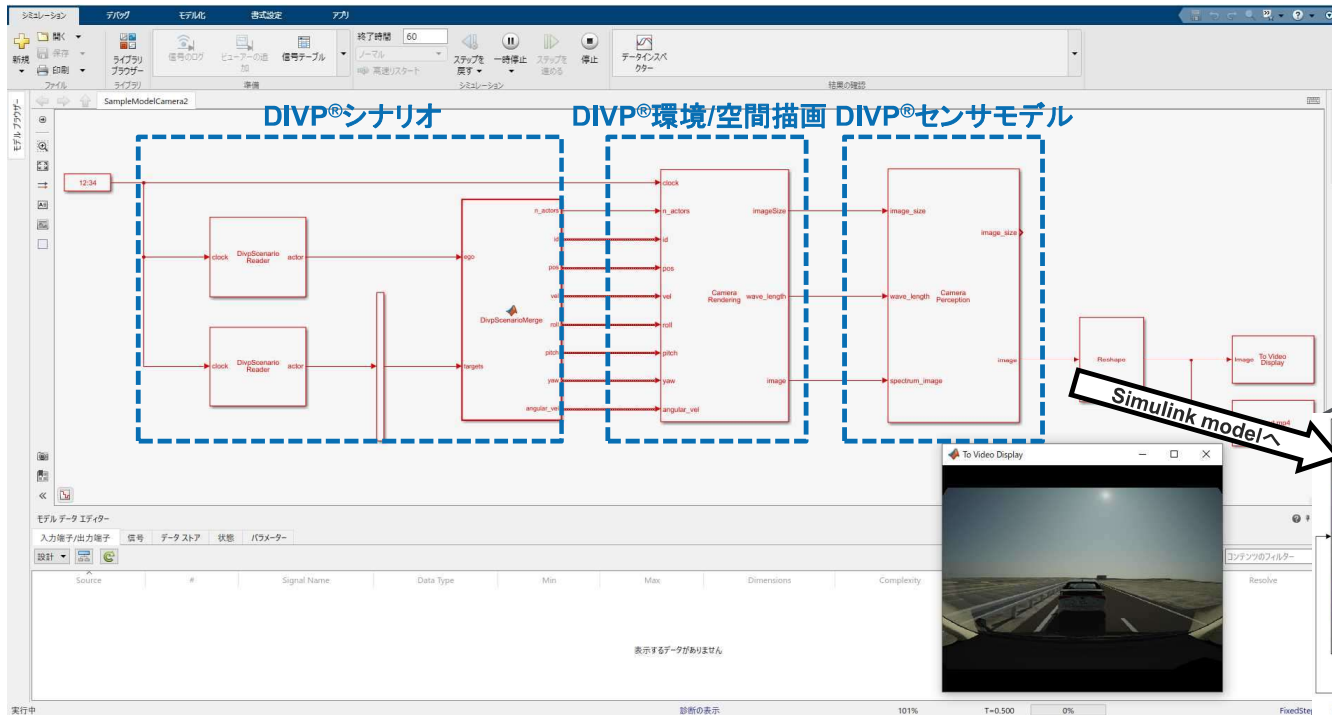 シミュレーション デバッグ モデル化 書式設定 アプリ
新規
開く
保存
印刷
ファイル
ライブラリ
ブラウザー
ライブラリ
信号のログ
ビューアーの追
加
信号テーブル
準備
終了時間 60
ノーマル
高速リスタート
ステップを
戻す
一時停止
ステップを
進める
停止
シミュレーション
データインスペ
クター
結果の確認
モデル ブラウザー
SampleModelCamera2
DIVP®シナリオ
DIVP®環境/空間描画
DIVP®センサモデル
12:34
clock
DivpScenario
Reader
actor
clock
DivpScenario
Reader
actor
ego
targets
DivpScenarioMerge
n_actors
id
pos
vel
roll
pitch
yaw
angular_vel
clock
n_actors
id
pos
vel
roll
pitch
yaw
angular_vel
Camera
Rendering
imageSize
wave_length
image
image_size
wave_length
spectrum_image
Camera
Perception
image_size
image
Reshape
Image
To Video
Display
.mp4
Simulink modelへ
To Video Display
モデル データ エディター
入力端子/出力端子 信号 データ ストア 状態 パラメーター
設計
コンテンツのフィルター
Source # Signal Name Data Type Min Max Dimensions Complexity Resolve
表示するデータがありません
実行中 診断の表示 101% T=0.500 0% FixedSte